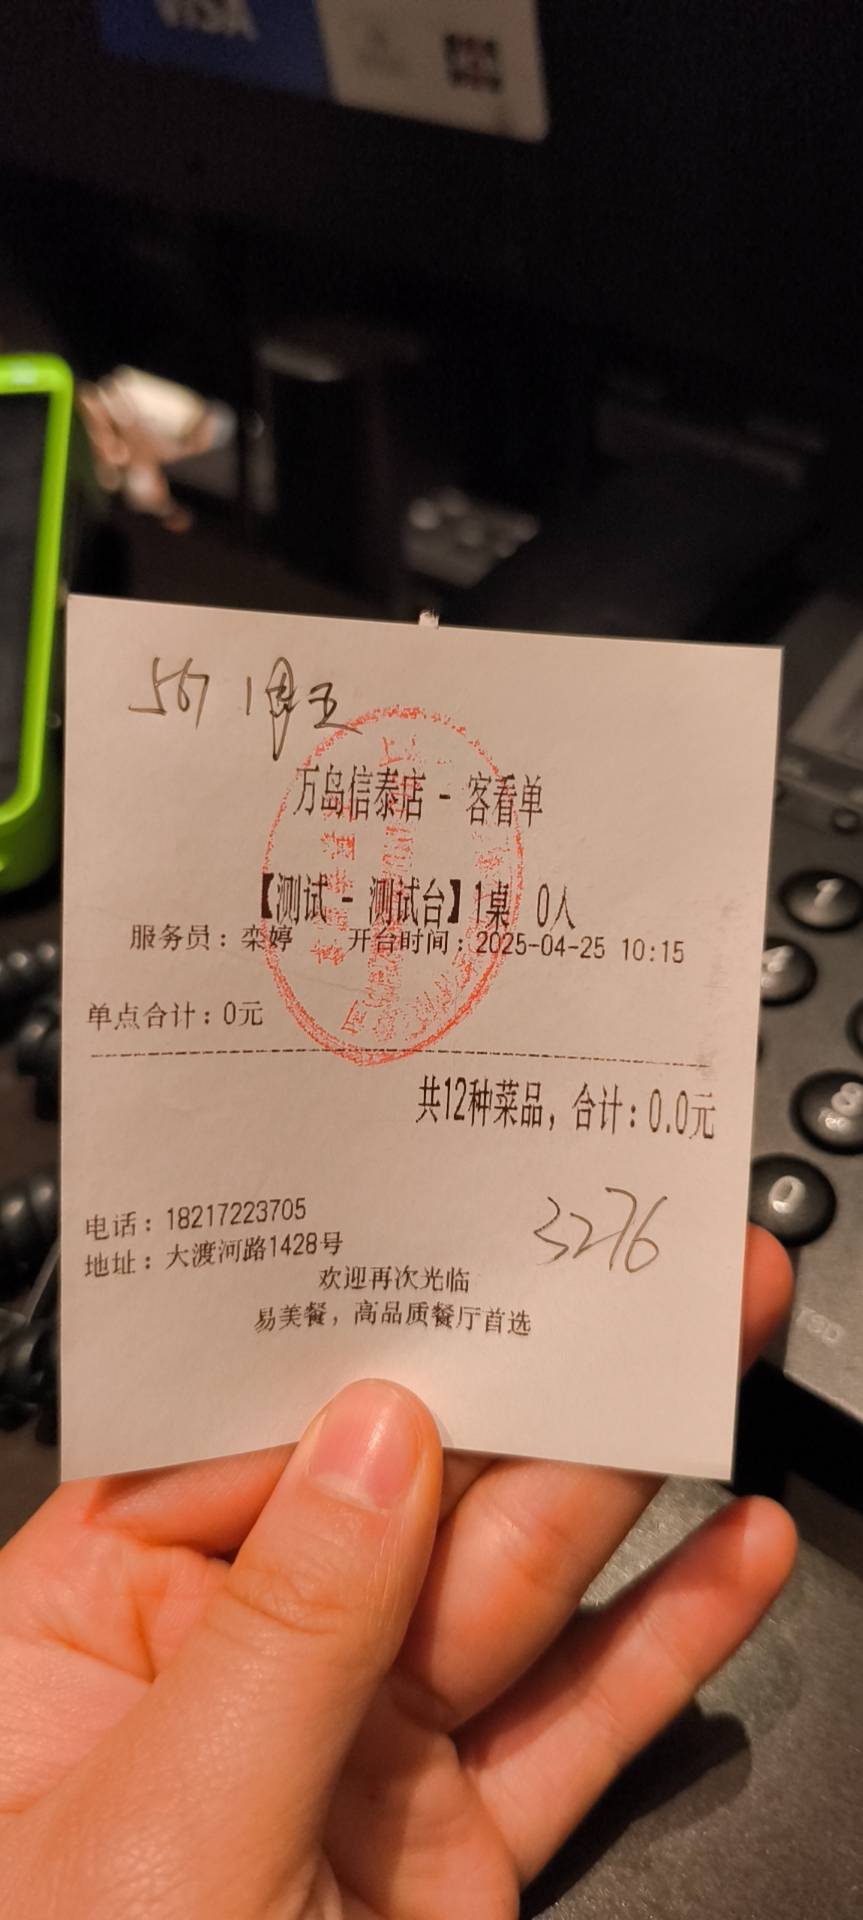 VISA
567
万岛信泰店 - 客看单
【测试 - 测试台】1桌 0人
服务员：栾婷 开台时间：2025-04-25 10:15
单点合计：0元
共12种菜品，合计：0.0元
3276
电话：18217223705
地址：大渡河路1428号
欢迎再次光临
易美餐，高品质餐厅首选
8
0